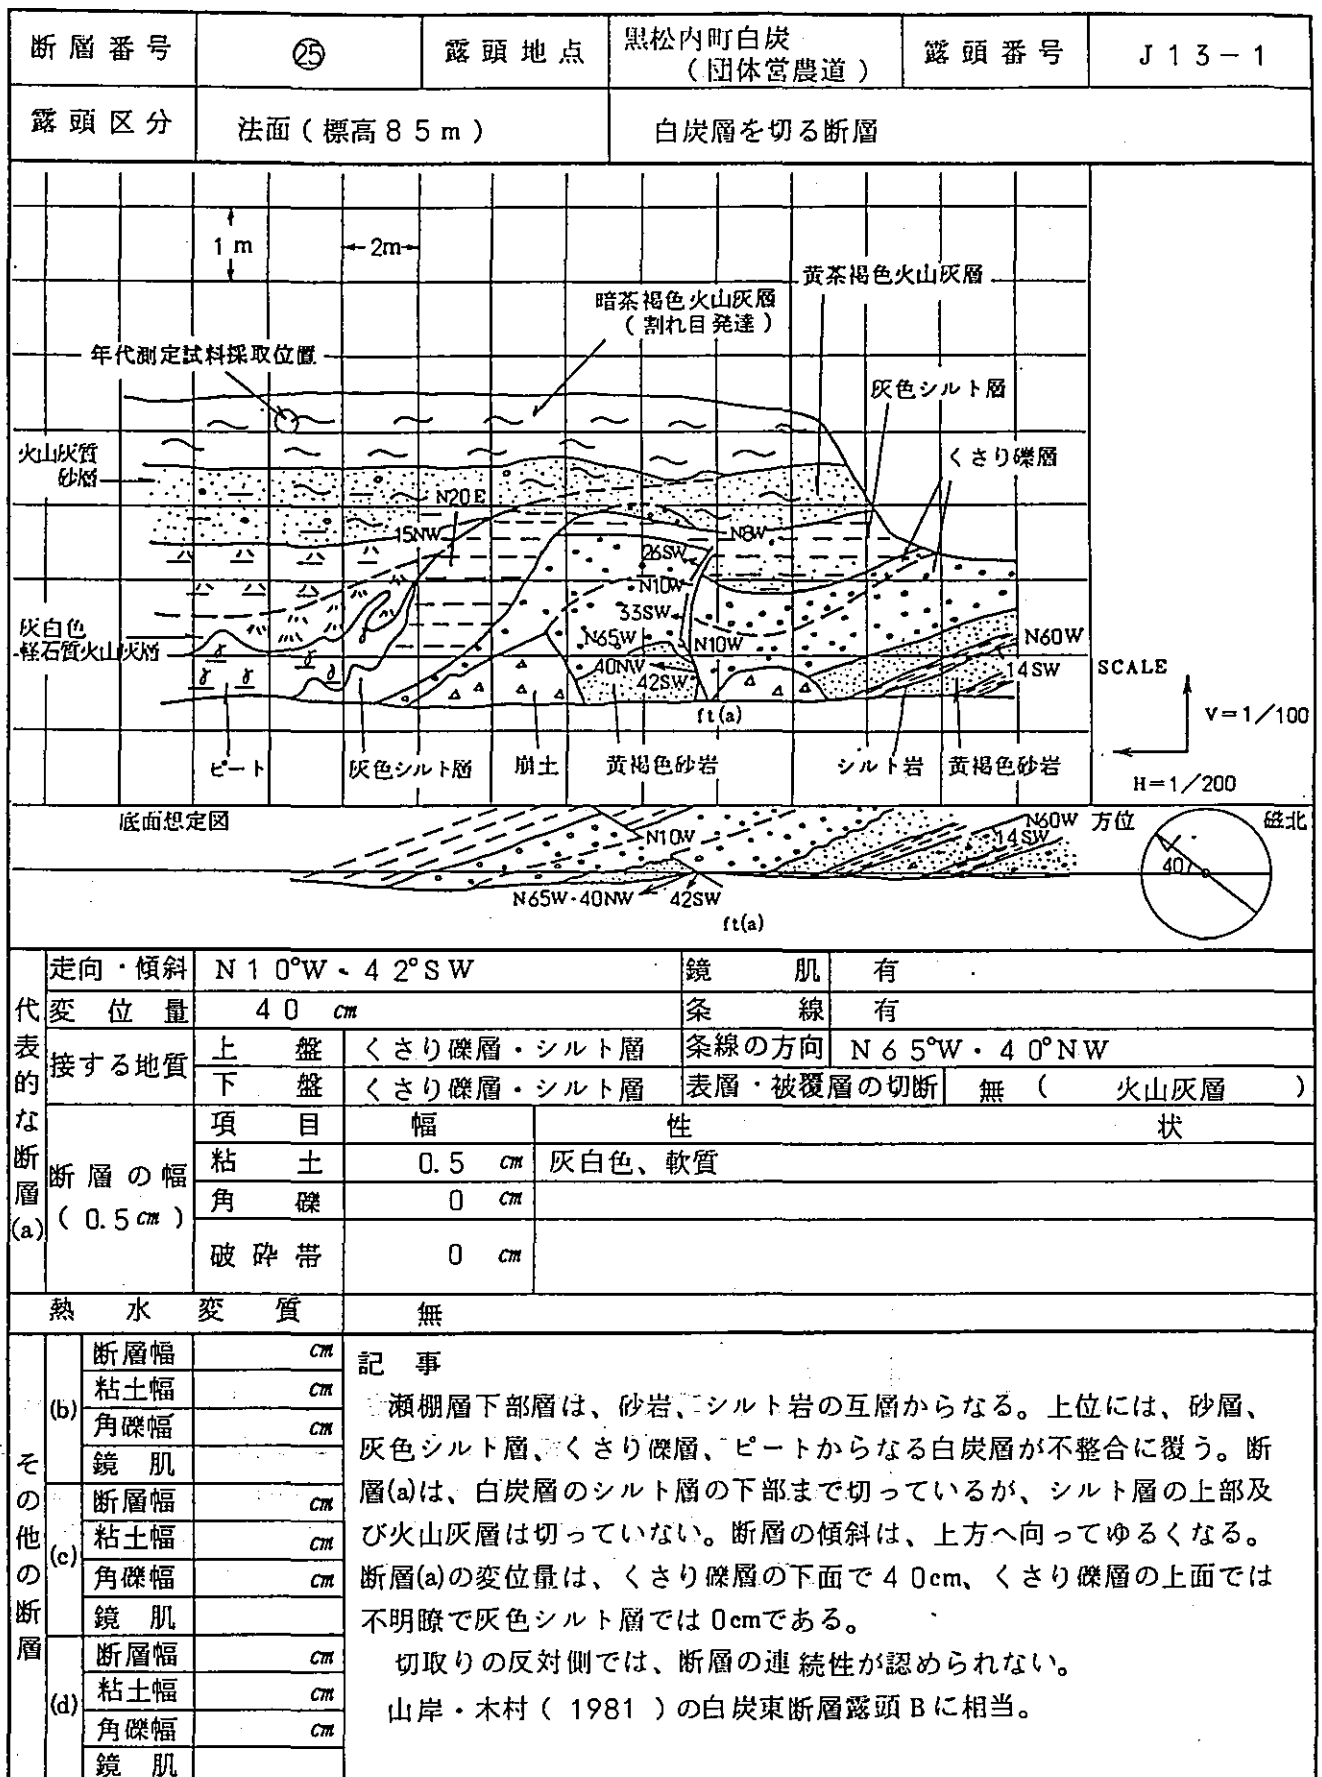 断層番号 ㉕ 露頭地点 黒松内町白炭（団体営農道） 露頭番号 J13－1
露頭区分 法面（標高85m） 白炭層を切る断層
1m
2m
黄茶褐色火山灰層
暗茶褐色火山灰層
（割れ目発達）
年代測定試料採取位置
灰色シルト層
火山灰質
砂層
くさり礫層
N20E
15NW
N8W
26SW
N10W
33SW
灰白色
軽石質火山灰層
N65W
40NW
N10W
42SW
N60W
14SW
SCALE
V＝1／100
H＝1／200
ft(a)
ピート
灰色シルト層
崩土
黄褐色砂岩
シルト岩
黄褐色砂岩
底面想定図
N10W
N60W
14SW
方位
磁北
40
N65W・40NW
42SW
ft(a)
代表的な断層(a)
走向・傾斜 N10°W・42°SW 鏡肌 有
変位量 40cm 条線 有
接する地質 上盤 くさり礫層・シルト層 条線の方向 N65°W・40°NW
下盤 くさり礫層・シルト層 表層・被覆層の切断 無（ 火山灰層 ）
断層の幅（0.5cm） 項目 幅 性状
粘土 0.5cm 灰白色、軟質
角礫 0cm
破砕帯 0cm
熱水変質 無
その他の断層
(b) 断層幅 cm
粘土幅 cm
角礫幅 cm
鏡肌
(c) 断層幅 cm
粘土幅 cm
角礫幅 cm
鏡肌
(d) 断層幅 cm
粘土幅 cm
角礫幅 cm
鏡肌
記事
瀬棚層下部層は、砂岩、シルト岩の互層からなる。上位には、砂層、
灰色シルト層、くさり礫層、ピートからなる白炭層が不整合に覆う。断
層(a)は、白炭層のシルト層の下部まで切っているが、シルト層の上部及
び火山灰層は切っていない。断層の傾斜は、上方へ向ってゆるくなる。
断層(a)の変位量は、くさり礫層の下面で40cm、くさり礫層の上面では
不明瞭で灰色シルト層では0cmである。
切取りの反対側では、断層の連続性が認められない。
山岸・木村（1981）の白炭東断層露頭Bに相当。